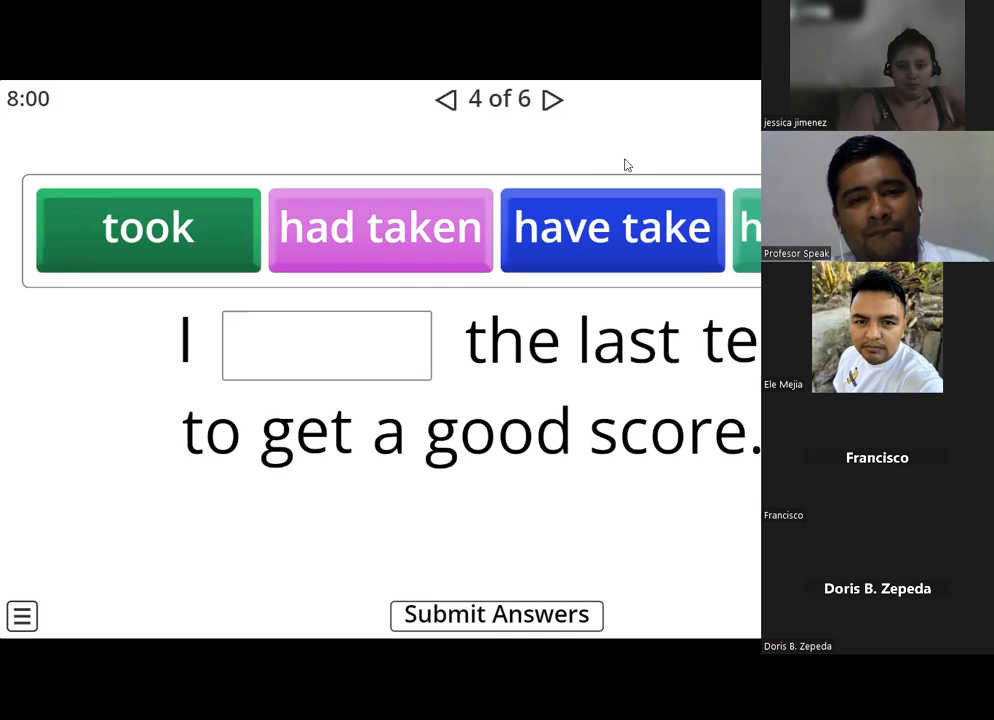 8:00
4 of 6
took
had taken
have take
I the last te
to get a good score.
Submit Answers
jessica jimenez
Profesor Speak
Ele Mejia
Francisco
Francisco
Doris B. Zepeda
Doris B. Zepeda